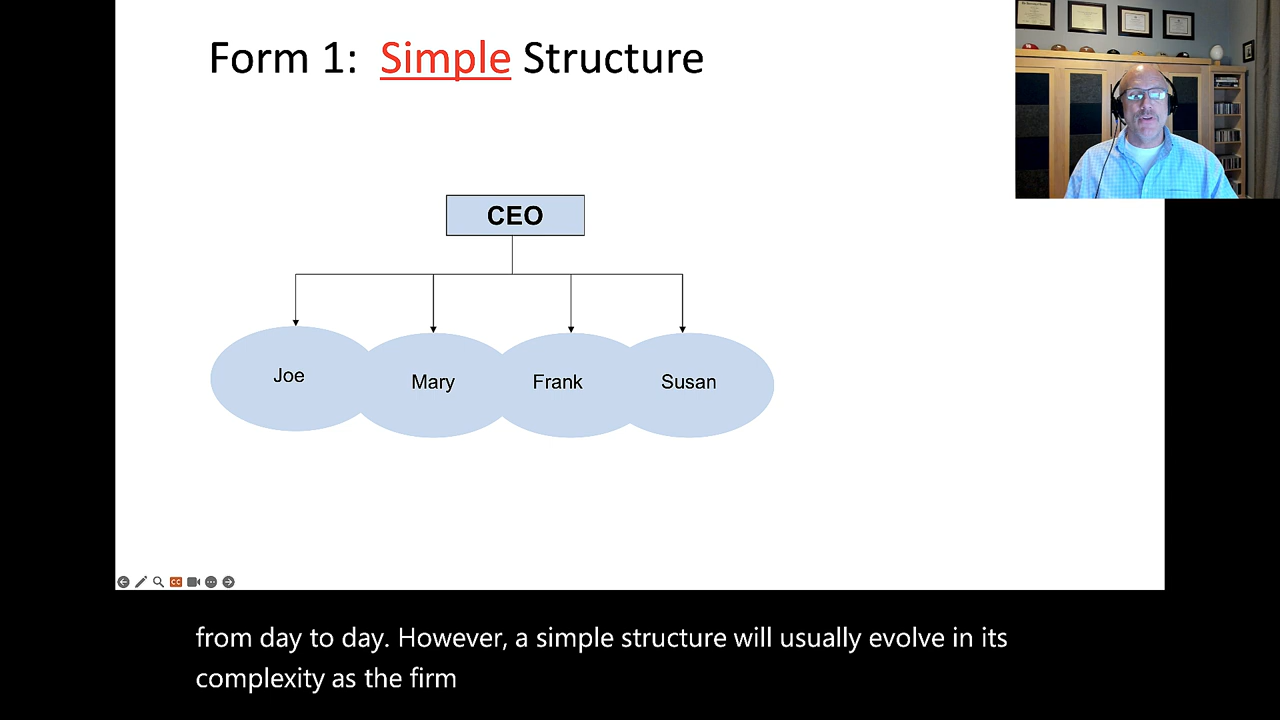 Form 1: Simple Structure
CEO
Joe
Mary
Frank
Susan
CC
from day to day. However, a simple structure will usually evolve in its
complexity as the firm